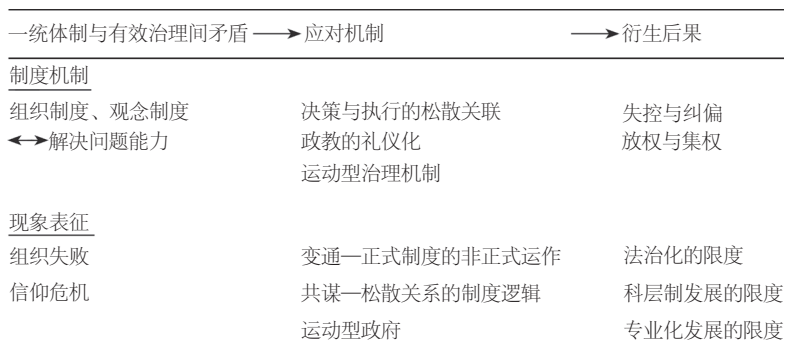 一统体制与有效治理间矛盾 → 应对机制 → 衍生后果
制度机制
组织制度、观念制度 决策与执行的松散关联 失控与纠偏
↔解决问题能力 政教的礼仪化 放权与集权
运动型治理机制
现象表征
组织失败 变通—正式制度的非正式运作 法治化的限度
信仰危机 共谋—松散关系的制度逻辑 科层制发展的限度
运动型政府 专业化发展的限度